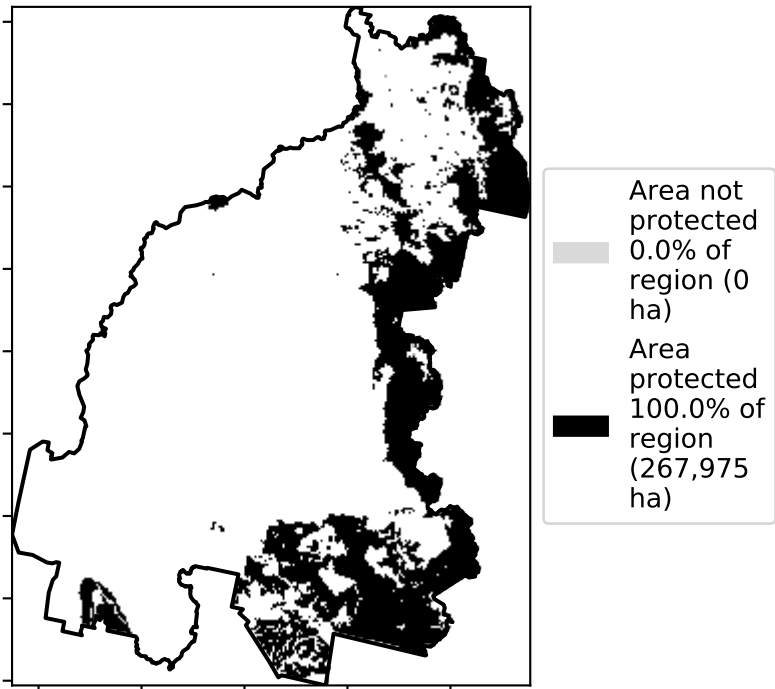 Area not
protected
0.0% of
region (0
ha)
Area
protected
100.0% of
region
(267,975
ha)